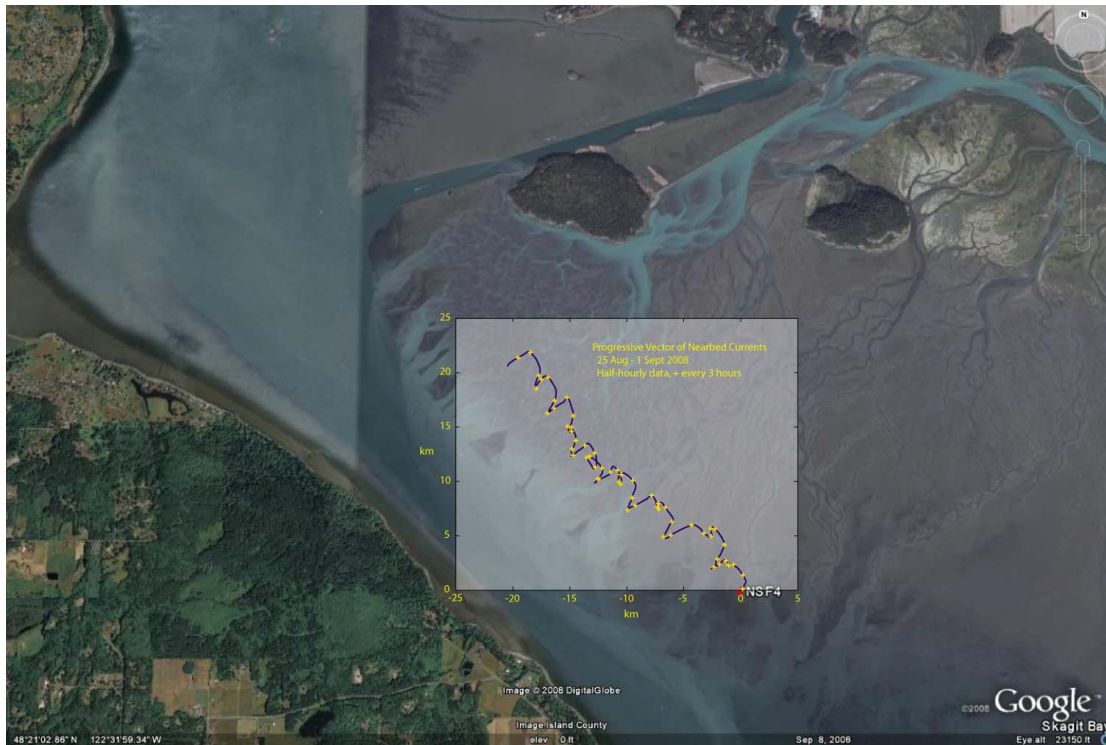 N
25
Progressive Vector of Nearbed Currents
25 Aug - 1 Sept 2008
Half-hourly data, + every 3 hours
20
15
km
10
5
0
NSF4
-25 -20 -15 -10 -5 0 5
km
Image © 2008 DigitalGlobe
©2008 Google™
Image Island County
Skagit Bay
48°21'02.86" N 122°31'59.34" W elev 0 ft Sep 8, 2006 Eye alt 23150 ft